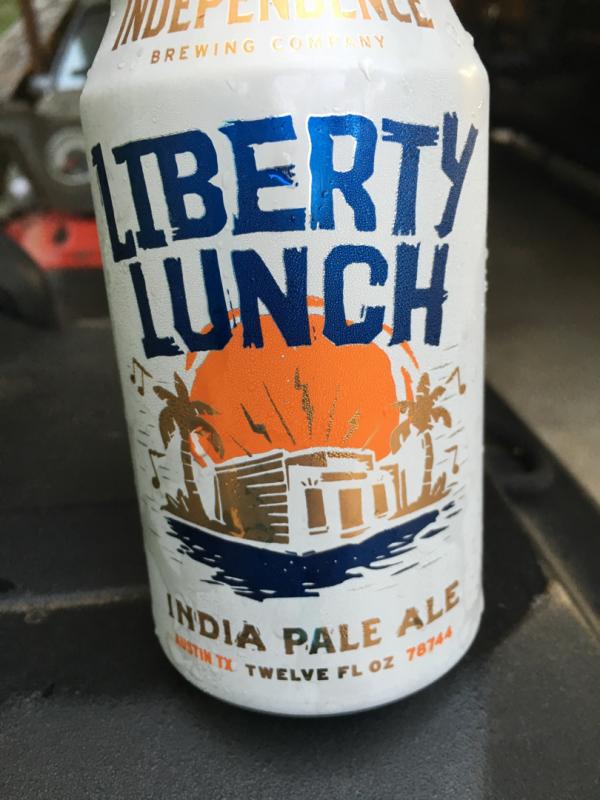 INDEPENDENCE
BREWING COMPANY
LIBERTY
LUNCH
INDIA PALE ALE
AUSTIN TX TWELVE FL OZ 78744